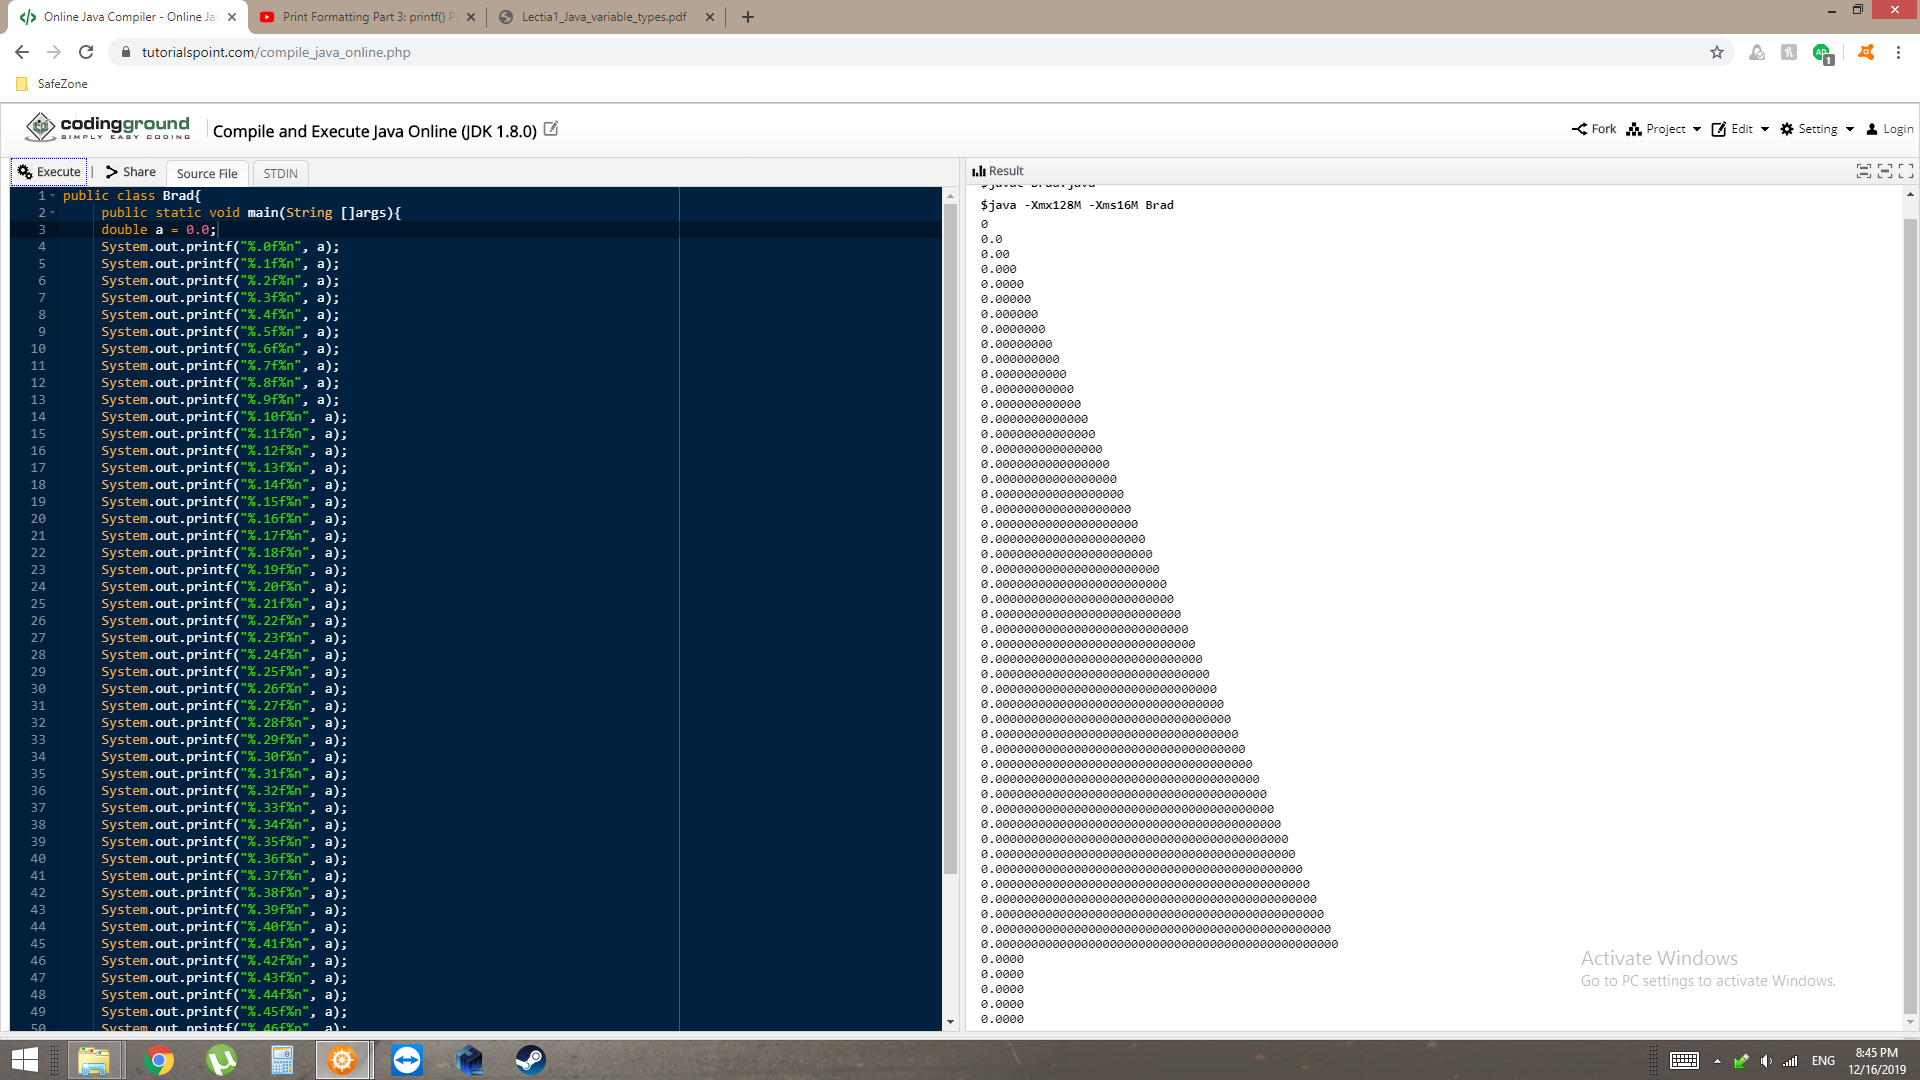 Online Java Compiler - Online Ja
Print Formatting Part 3: printf() P
Lectia1_Java_variable_types.pdf
tutorialspoint.com/compile_java_online.php
SafeZone
codingground
SIMPLY EASY CODING
Compile and Execute Java Online (JDK 1.8.0)
Fork
Project
Edit
Setting
Login
Execute
Share
Source File
STDIN
Result
1 public class Brad{
2 public static void main(String []args){
3 double a = 0.0;
4 System.out.printf("%.0f%n", a);
5 System.out.printf("%.1f%n", a);
6 System.out.printf("%.2f%n", a);
7 System.out.printf("%.3f%n", a);
8 System.out.printf("%.4f%n", a);
9 System.out.printf("%.5f%n", a);
10 System.out.printf("%.6f%n", a);
11 System.out.printf("%.7f%n", a);
12 System.out.printf("%.8f%n", a);
13 System.out.printf("%.9f%n", a);
14 System.out.printf("%.10f%n", a);
15 System.out.printf("%.11f%n", a);
16 System.out.printf("%.12f%n", a);
17 System.out.printf("%.13f%n", a);
18 System.out.printf("%.14f%n", a);
19 System.out.printf("%.15f%n", a);
20 System.out.printf("%.16f%n", a);
21 System.out.printf("%.17f%n", a);
22 System.out.printf("%.18f%n", a);
23 System.out.printf("%.19f%n", a);
24 System.out.printf("%.20f%n", a);
25 System.out.printf("%.21f%n", a);
26 System.out.printf("%.22f%n", a);
27 System.out.printf("%.23f%n", a);
28 System.out.printf("%.24f%n", a);
29 System.out.printf("%.25f%n", a);
30 System.out.printf("%.26f%n", a);
31 System.out.printf("%.27f%n", a);
32 System.out.printf("%.28f%n", a);
33 System.out.printf("%.29f%n", a);
34 System.out.printf("%.30f%n", a);
35 System.out.printf("%.31f%n", a);
36 System.out.printf("%.32f%n", a);
37 System.out.printf("%.33f%n", a);
38 System.out.printf("%.34f%n", a);
39 System.out.printf("%.35f%n", a);
40 System.out.printf("%.36f%n", a);
41 System.out.printf("%.37f%n", a);
42 System.out.printf("%.38f%n", a);
43 System.out.printf("%.39f%n", a);
44 System.out.printf("%.40f%n", a);
45 System.out.printf("%.41f%n", a);
46 System.out.printf("%.42f%n", a);
47 System.out.printf("%.43f%n", a);
48 System.out.printf("%.44f%n", a);
49 System.out.printf("%.45f%n", a);
50 System.out.printf("%.46f%n", a);
$javac Brad.java
$java -Xmx128M -Xms16M Brad
0
0.0
0.00
0.000
0.0000
0.00000
0.000000
0.0000000
0.00000000
0.000000000
0.0000000000
0.00000000000
0.000000000000
0.0000000000000
0.00000000000000
0.000000000000000
0.0000000000000000
0.00000000000000000
0.000000000000000000
0.0000000000000000000
0.00000000000000000000
0.000000000000000000000
0.0000000000000000000000
0.00000000000000000000000
0.000000000000000000000000
0.0000000000000000000000000
0.00000000000000000000000000
0.000000000000000000000000000
0.0000000000000000000000000000
0.00000000000000000000000000000
0.000000000000000000000000000000
0.0000000000000000000000000000000
0.00000000000000000000000000000000
0.000000000000000000000000000000000
0.0000000000000000000000000000000000
0.00000000000000000000000000000000000
0.000000000000000000000000000000000000
0.0000000000000000000000000000000000000
0.00000000000000000000000000000000000000
0.000000000000000000000000000000000000000
0.0000000000000000000000000000000000000000
0.00000000000000000000000000000000000000000
0.000000000000000000000000000000000000000000
0.0000000000000000000000000000000000000000000
0.00000000000000000000000000000000000000000000
0.000000000000000000000000000000000000000000000
0.0000000000000000000000000000000000000000000000
0.00000000000000000000000000000000000000000000000
0.000000000000000000000000000000000000000000000000
0.0000
0.0000
0.0000
0.0000
0.0000
Activate Windows
Go to PC settings to activate Windows.
ENG
8:45 PM
12/16/2019